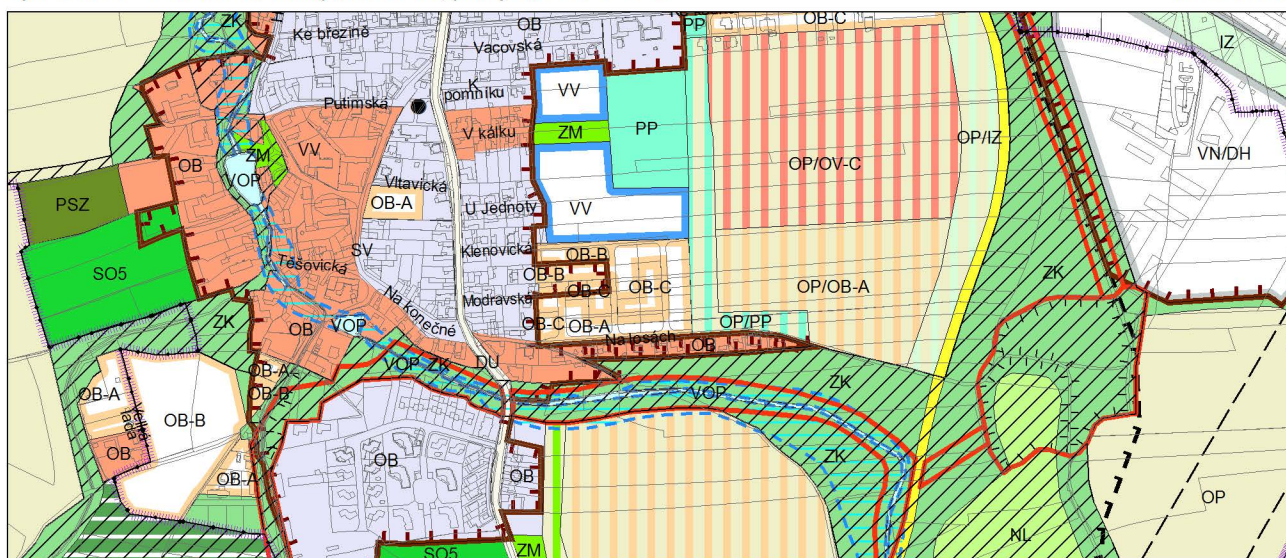 ZK
OB
OB-C
Ke březině
Vacovská
PP
IZ
K pomníku
VV
Putimská
V kálku
ZM
PP
OB
ZM
VV
OP/OV-C
OP/IZ
VN/DH
VOP
Vltavická
PSZ
OB-A
U Jednoty
VV
SV
Klenovická
OB-B
SO5
Těšovická
OB-B
OB-C
OB-C
OP/OB-A
ZK
Na konečné
Modravská
ZK
OB
VOP
OB-C
OB-A
OP/PP
Na losách
OB
VOP
ZK
DU
OB-A
OB-B
VOP
ZK
OB-A
OB-B
OB
OB-A
OB
OB
ZK
OP
NL
SO5
ZM